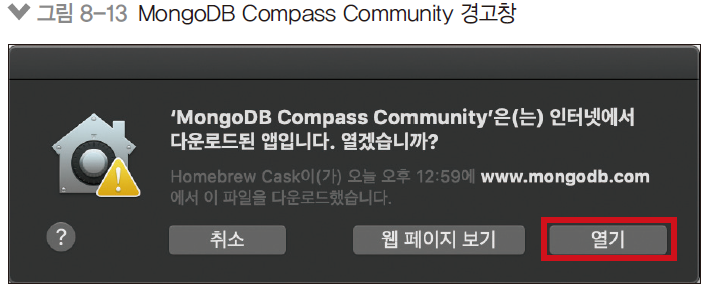 그림 8-13 MongoDB Compass Community 경고창
‘MongoDB Compass Community’은(는) 인터넷에서
다운로드된 앱입니다. 열겠습니까?
Homebrew Cask이(가) 오늘 오후 12:59에 www.mongodb.com
에서 이 파일을 다운로드했습니다.
?
취소
웹 페이지 보기
열기